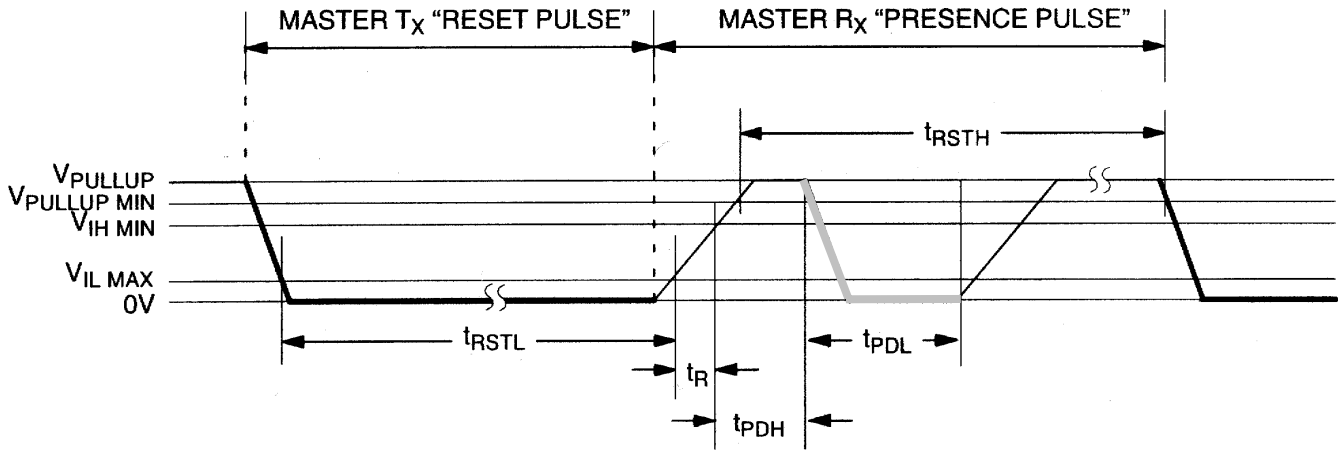 MASTER TX “RESET PULSE”
MASTER RX “PRESENCE PULSE”
tRSTH
VPULLUP
VPULLUP MIN
VIH MIN
VIL MAX
0V
tRSTL
tPDL
tR
tPDH